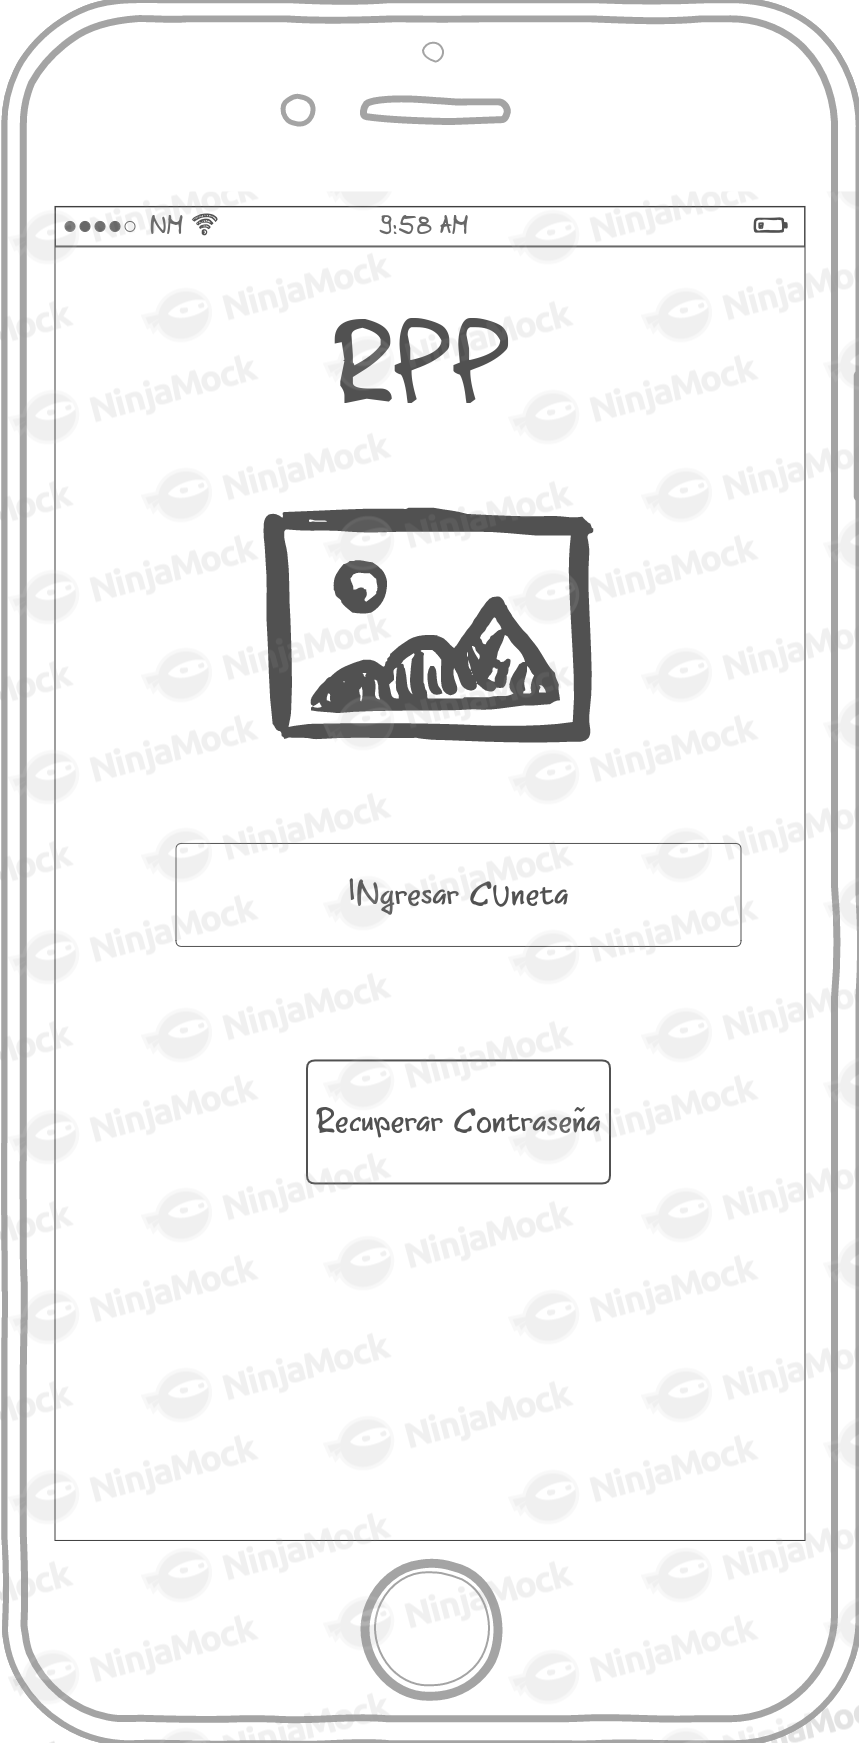 NM 9:58 AM
RPP
INgresar CUneta
Recuperar Contraseña
NinjaMock